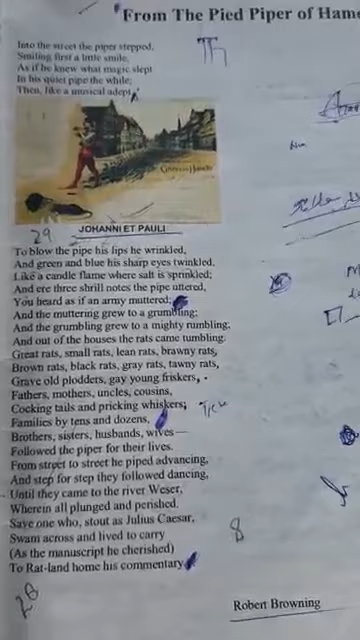 From The Pied Piper of Hame
Into the street the piper stepped,
Smiling first a little smile,
As if he knew what magic slept
In his quiet pipe the while;
Then, like a musical adept,
JOHANNI ET PAULI
29
To blow the pipe his lips he wrinkled,
And green and blue his sharp eyes twinkled,
Like a candle flame where salt is sprinkled;
And ere three shrill notes the pipe uttered,
You heard as if an army muttered;
And the muttering grew to a grumbling;
And the grumbling grew to a mighty rumbling;
And out of the houses the rats came tumbling.
Great rats, small rats, lean rats, brawny rats,
Brown rats, black rats, gray rats, tawny rats,
Grave old plodders, gay young friskers,
Fathers, mothers, uncles, cousins,
Cocking tails and pricking whiskers;
Families by tens and dozens,
Brothers, sisters, husbands, wives—
Followed the piper for their lives.
From street to street he piped advancing,
And step for step they followed dancing,
Until they came to the river Weser,
Wherein all plunged and perished.
Save one who, stout as Julius Caesar,
Swam across and lived to carry
8
(As the manuscript he cherished)
To Rat-land home his commentary
28
Robert Browning